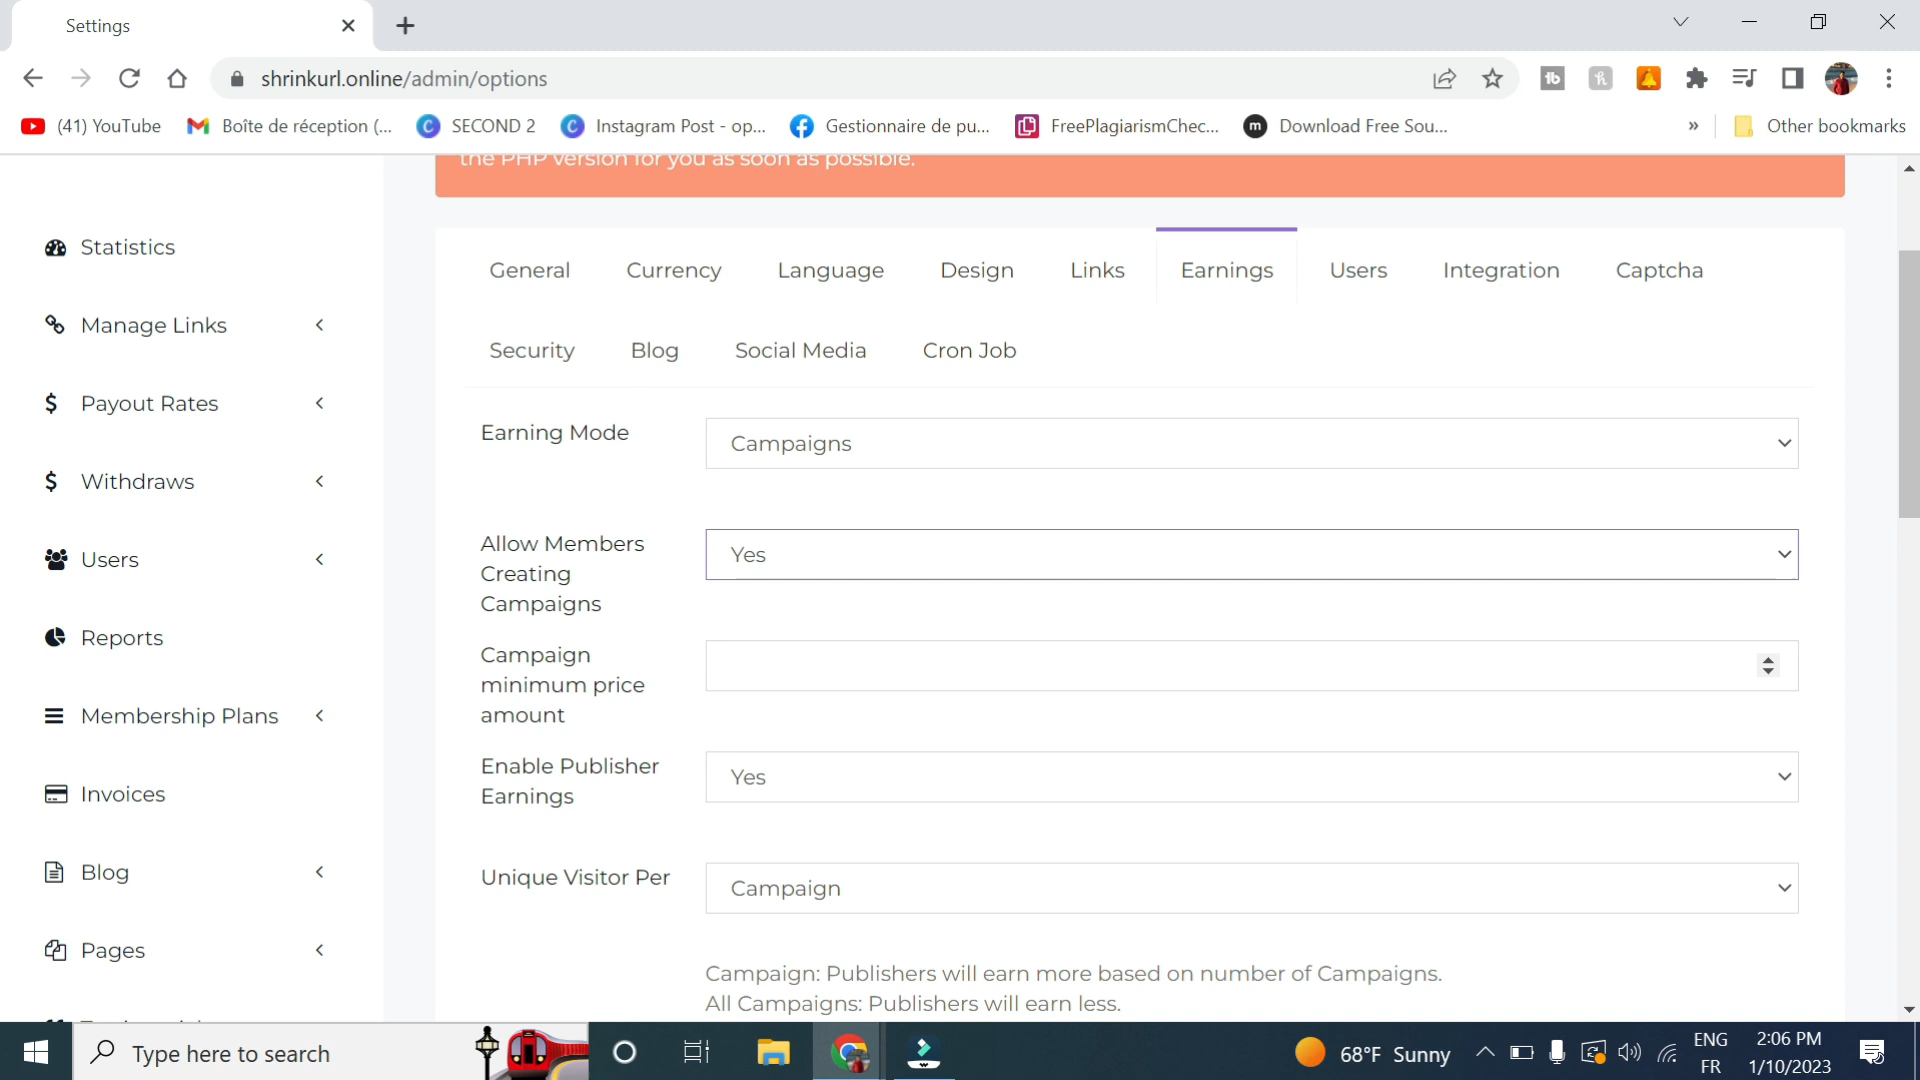 Settings
shrinkurl.online/admin/options
(41) YouTube
Boîte de réception (...
SECOND 2
Instagram Post - op...
Gestionnaire de pu...
FreePlagiarismChec...
Download Free Sou...
»
Other bookmarks
the PHP version for you as soon as possible.
Statistics
Manage Links
Payout Rates
Withdraws
Users
Reports
Membership Plans
Invoices
Blog
Pages
General
Currency
Language
Design
Links
Earnings
Users
Integration
Captcha
Security
Blog
Social Media
Cron Job
Earning Mode
Campaigns
Allow Members
Creating
Campaigns
Yes
Campaign
minimum price
amount
Enable Publisher
Earnings
Yes
Unique Visitor Per
Campaign
Campaign: Publishers will earn more based on number of Campaigns.
All Campaigns: Publishers will earn less.
Type here to search
68°F Sunny
ENG
FR
2:06 PM
1/10/2023